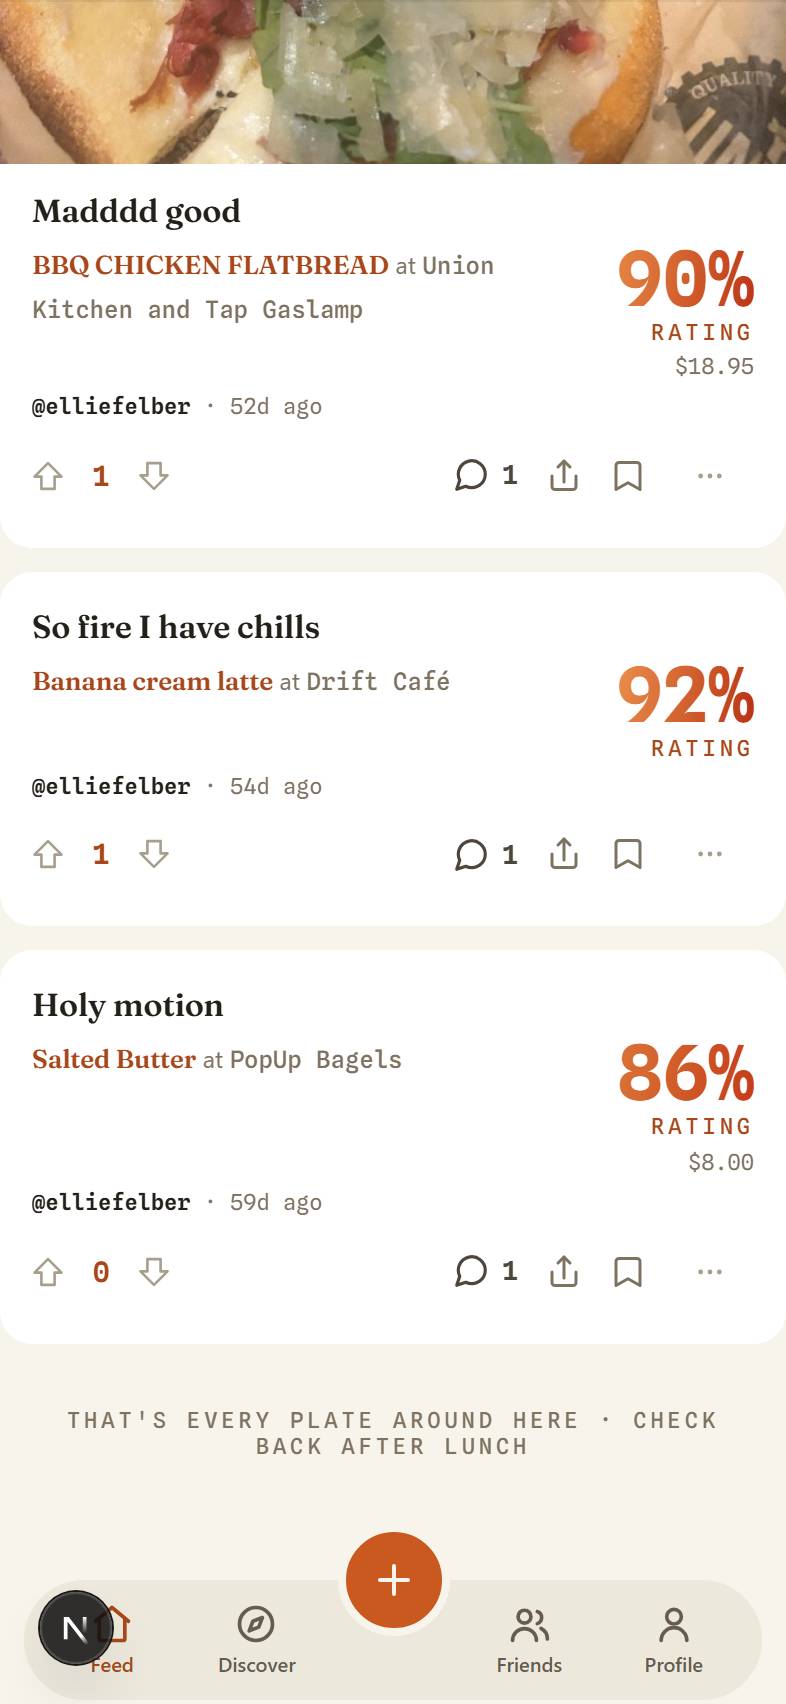 QUALITY
Madddd good
BBQ CHICKEN FLATBREAD at Union
Kitchen and Tap Gaslamp
90%
RATING
$18.95
@elliefelber · 52d ago
1
1
So fire I have chills
Banana cream latte at Drift Café
92%
RATING
@elliefelber · 54d ago
1
1
Holy motion
Salted Butter at PopUp Bagels
86%
RATING
$8.00
@elliefelber · 59d ago
0
1
THAT'S EVERY PLATE AROUND HERE · CHECK
BACK AFTER LUNCH
N
Feed
Discover
Friends
Profile